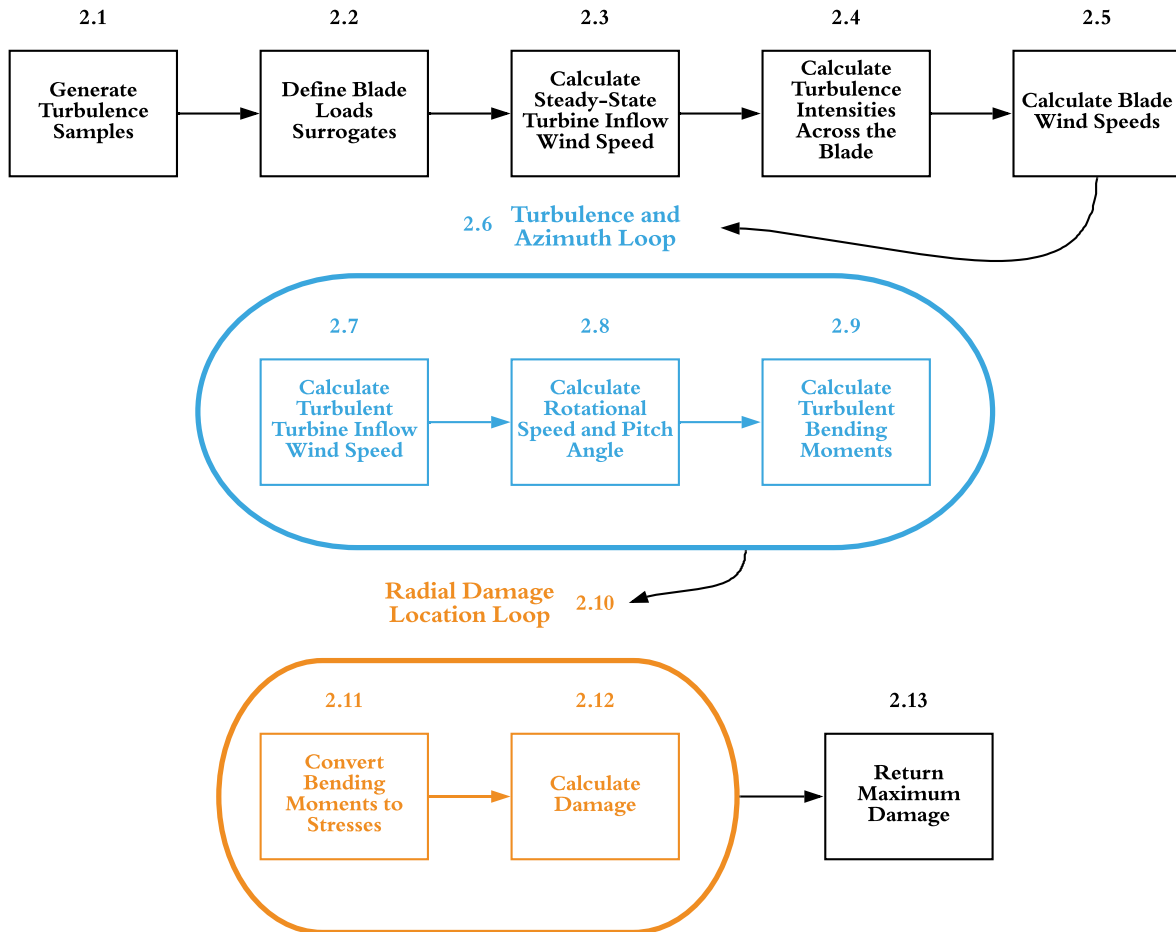 2.1
2.2
2.3
2.4
2.5
Generate
Turbulence
Samples
Define Blade
Loads
Surrogates
Calculate
Steady-State
Turbine Inflow
Wind Speed
Calculate
Turbulence
Intensities
Across the
Blade
Calculate Blade
Wind Speeds
2.6
Turbulence and
Azimuth Loop
2.7
2.8
2.9
Calculate
Turbulent
Turbine Inflow
Wind Speed
Calculate
Rotational
Speed and Pitch
Angle
Calculate
Turbulent
Bending
Moments
Radial Damage
Location Loop
2.10
2.11
2.12
2.13
Convert
Bending
Moments to
Stresses
Calculate
Damage
Return
Maximum
Damage